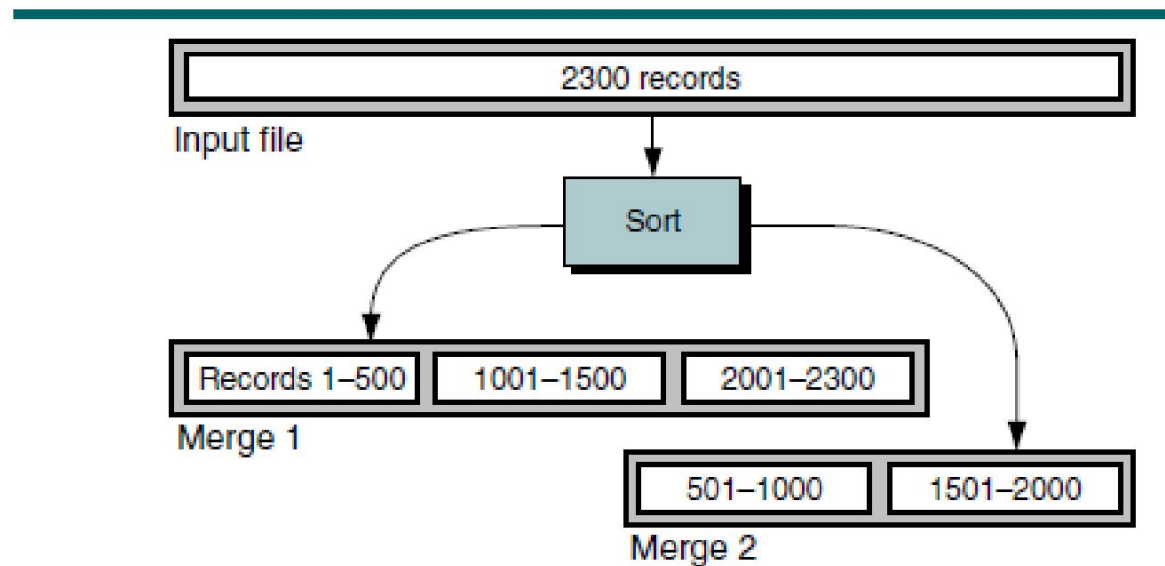 2300 records
Input file
Sort
Records 1–500 1001–1500 2001–2300
Merge 1
501–1000 1501–2000
Merge 2